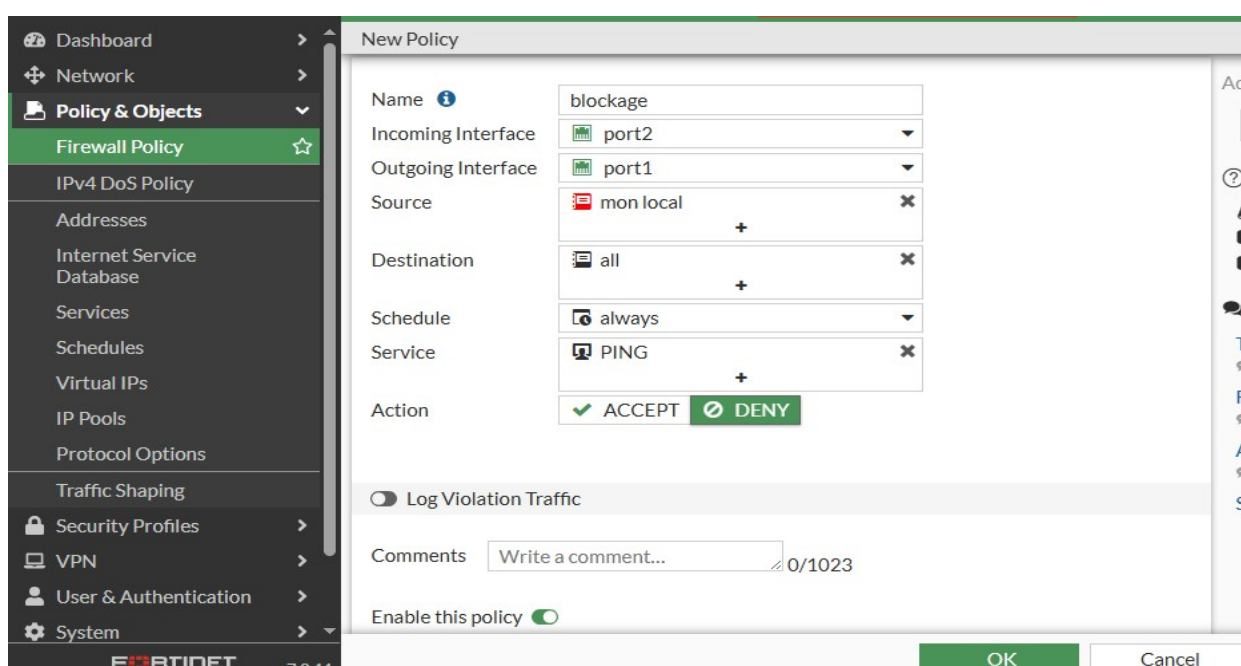 Dashboard
Network
Policy & Objects
Firewall Policy
IPv4 DoS Policy
Addresses
Internet Service
Database
Services
Schedules
Virtual IPs
IP Pools
Protocol Options
Traffic Shaping
Security Profiles
VPN
User & Authentication
System
FORTINET
New Policy
Name
blockage
Incoming Interface
port2
Outgoing Interface
port1
Source
mon local
+
Destination
all
+
Schedule
always
Service
PING
+
Action
ACCEPT
DENY
Log Violation Traffic
Comments
Write a comment...
0/1023
Enable this policy
OK
Cancel